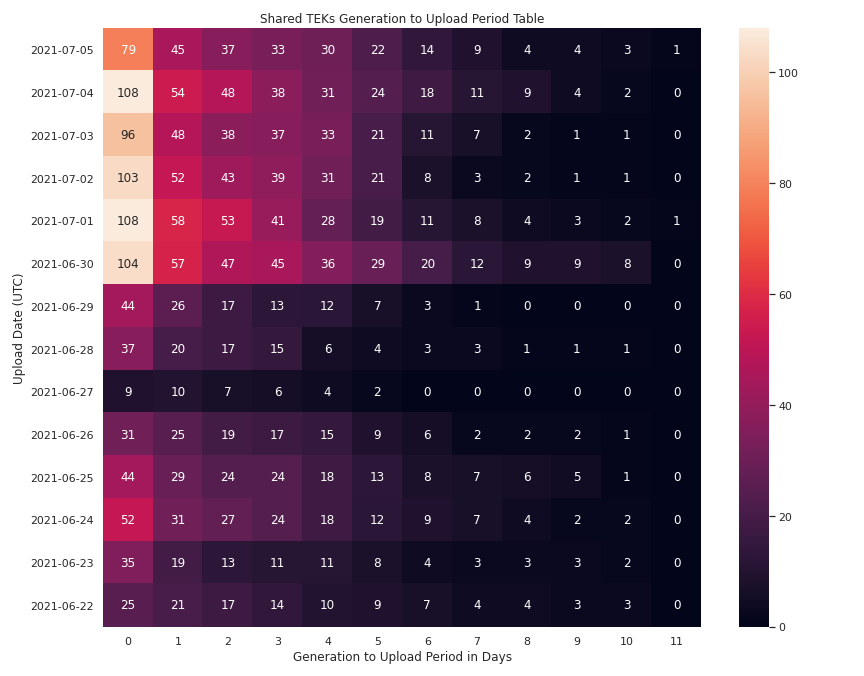 Shared TEKs Generation to Upload Period Table
Upload Date (UTC)
2021-07-05 79 45 37 33 30 22 14 9 4 4 3 1
2021-07-04 108 54 48 38 31 24 18 11 9 4 2 0
2021-07-03 96 48 38 37 33 21 11 7 2 1 1 0
2021-07-02 103 52 43 39 31 21 8 3 2 1 1 0
2021-07-01 108 58 53 41 28 19 11 8 4 3 2 1
2021-06-30 104 57 47 45 36 29 20 12 9 9 8 0
2021-06-29 44 26 17 13 12 7 3 1 0 0 0 0
2021-06-28 37 20 17 15 6 4 3 3 1 1 1 0
2021-06-27 9 10 7 6 4 2 0 0 0 0 0 0
2021-06-26 31 25 19 17 15 9 6 2 2 2 1 0
2021-06-25 44 29 24 24 18 13 8 7 6 5 1 0
2021-06-24 52 31 27 24 18 12 9 7 4 2 2 0
2021-06-23 35 19 13 11 11 8 4 3 3 3 2 0
2021-06-22 25 21 17 14 10 9 7 4 4 3 3 0
0 1 2 3 4 5 6 7 8 9 10 11
Generation to Upload Period in Days
100
80
60
40
20
0